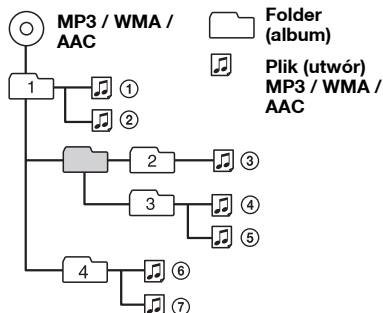 MP3 / WMA /
AAC
Folder
(album)
Plik (utwór)
MP3 / WMA /
AAC
1
①
②
2
③
3
④
⑤
4
⑥
⑦